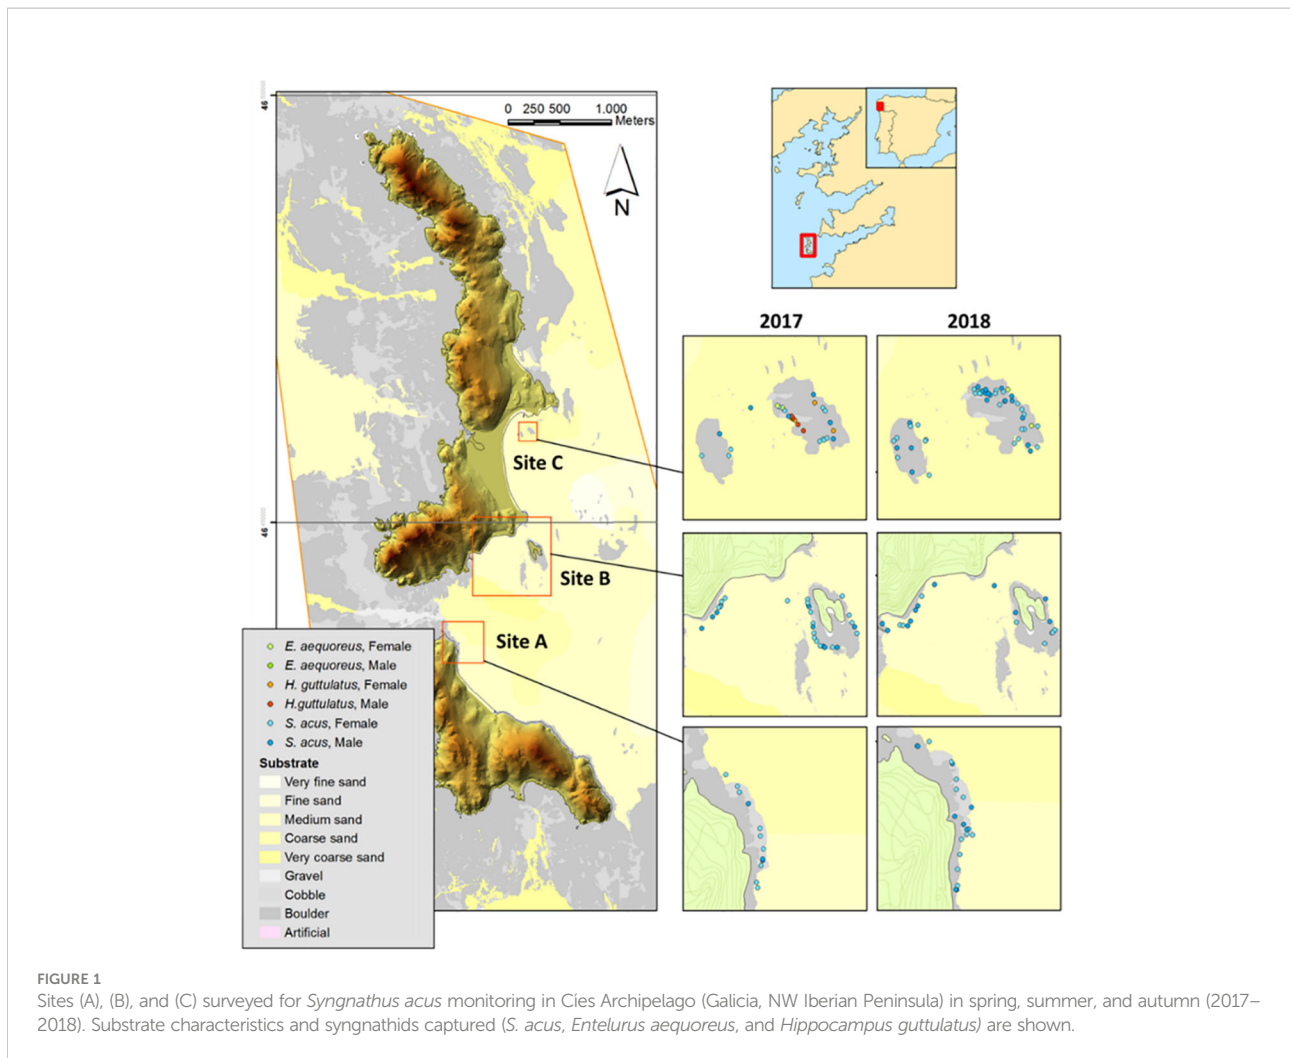 46
0 250 500 1.000
Meters
N
2017 2018
Site C
46
Site B
Site A
E. aequoreus, Female
E. aequoreus, Male
H. guttulatus, Female
H.guttulatus, Male
S. acus, Female
S. acus, Male
Substrate
Very fine sand
Fine sand
Medium sand
Coarse sand
Very coarse sand
Gravel
Cobble
Boulder
Artificial
FIGURE 1
Sites (A), (B), and (C) surveyed for Syngnathus acus monitoring in Cíes Archipelago (Galicia, NW Iberian Peninsula) in spring, summer, and autumn (2017–
2018). Substrate characteristics and syngnathids captured (S. acus, Entelurus aequoreus, and Hippocampus guttulatus) are shown.